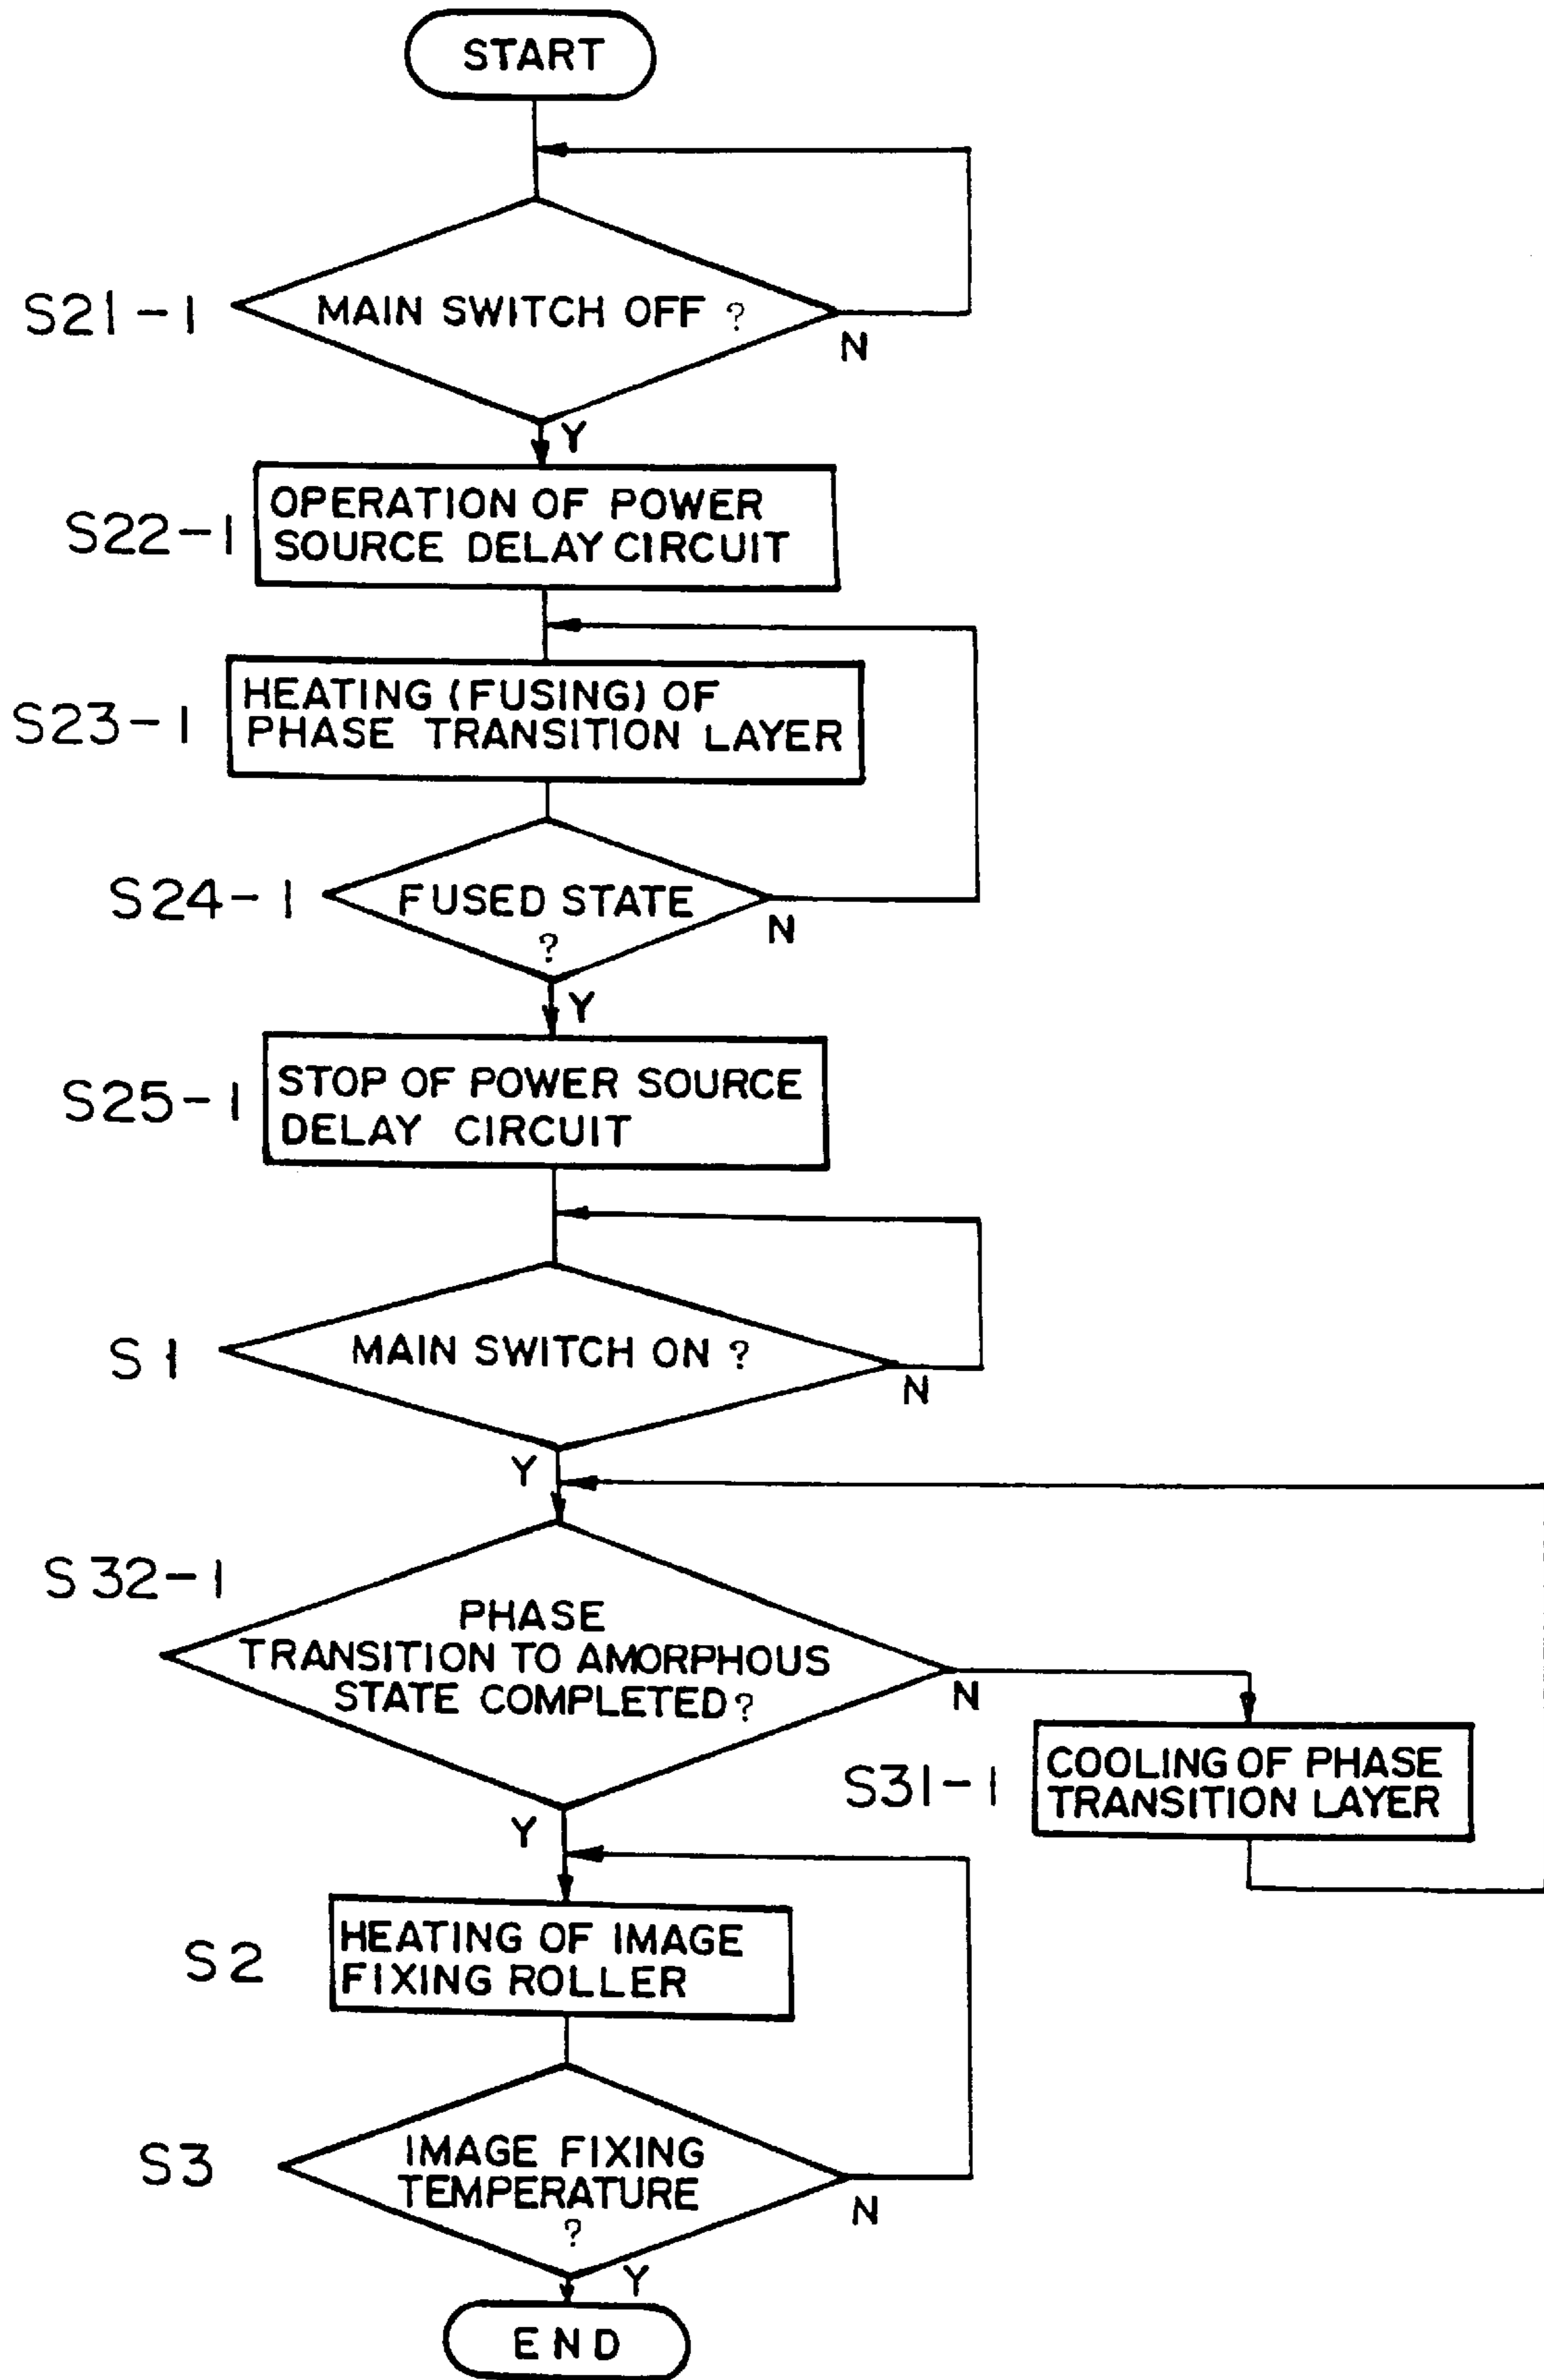 START
S21-1
MAIN SWITCH OFF ?
N
Y
S22-1
OPERATION OF POWER
SOURCE DELAY CIRCUIT
S23-1
HEATING (FUSING) OF
PHASE TRANSITION LAYER
S24-1
FUSED STATE
?
N
Y
S25-1
STOP OF POWER SOURCE
DELAY CIRCUIT
S1
MAIN SWITCH ON ?
N
Y
S32-1
PHASE
TRANSITION TO AMORPHOUS
STATE COMPLETED ?
N
S31-1
COOLING OF PHASE
TRANSITION LAYER
Y
S2
HEATING OF IMAGE
FIXING ROLLER
S3
IMAGE FIXING
TEMPERATURE
?
N
Y
END